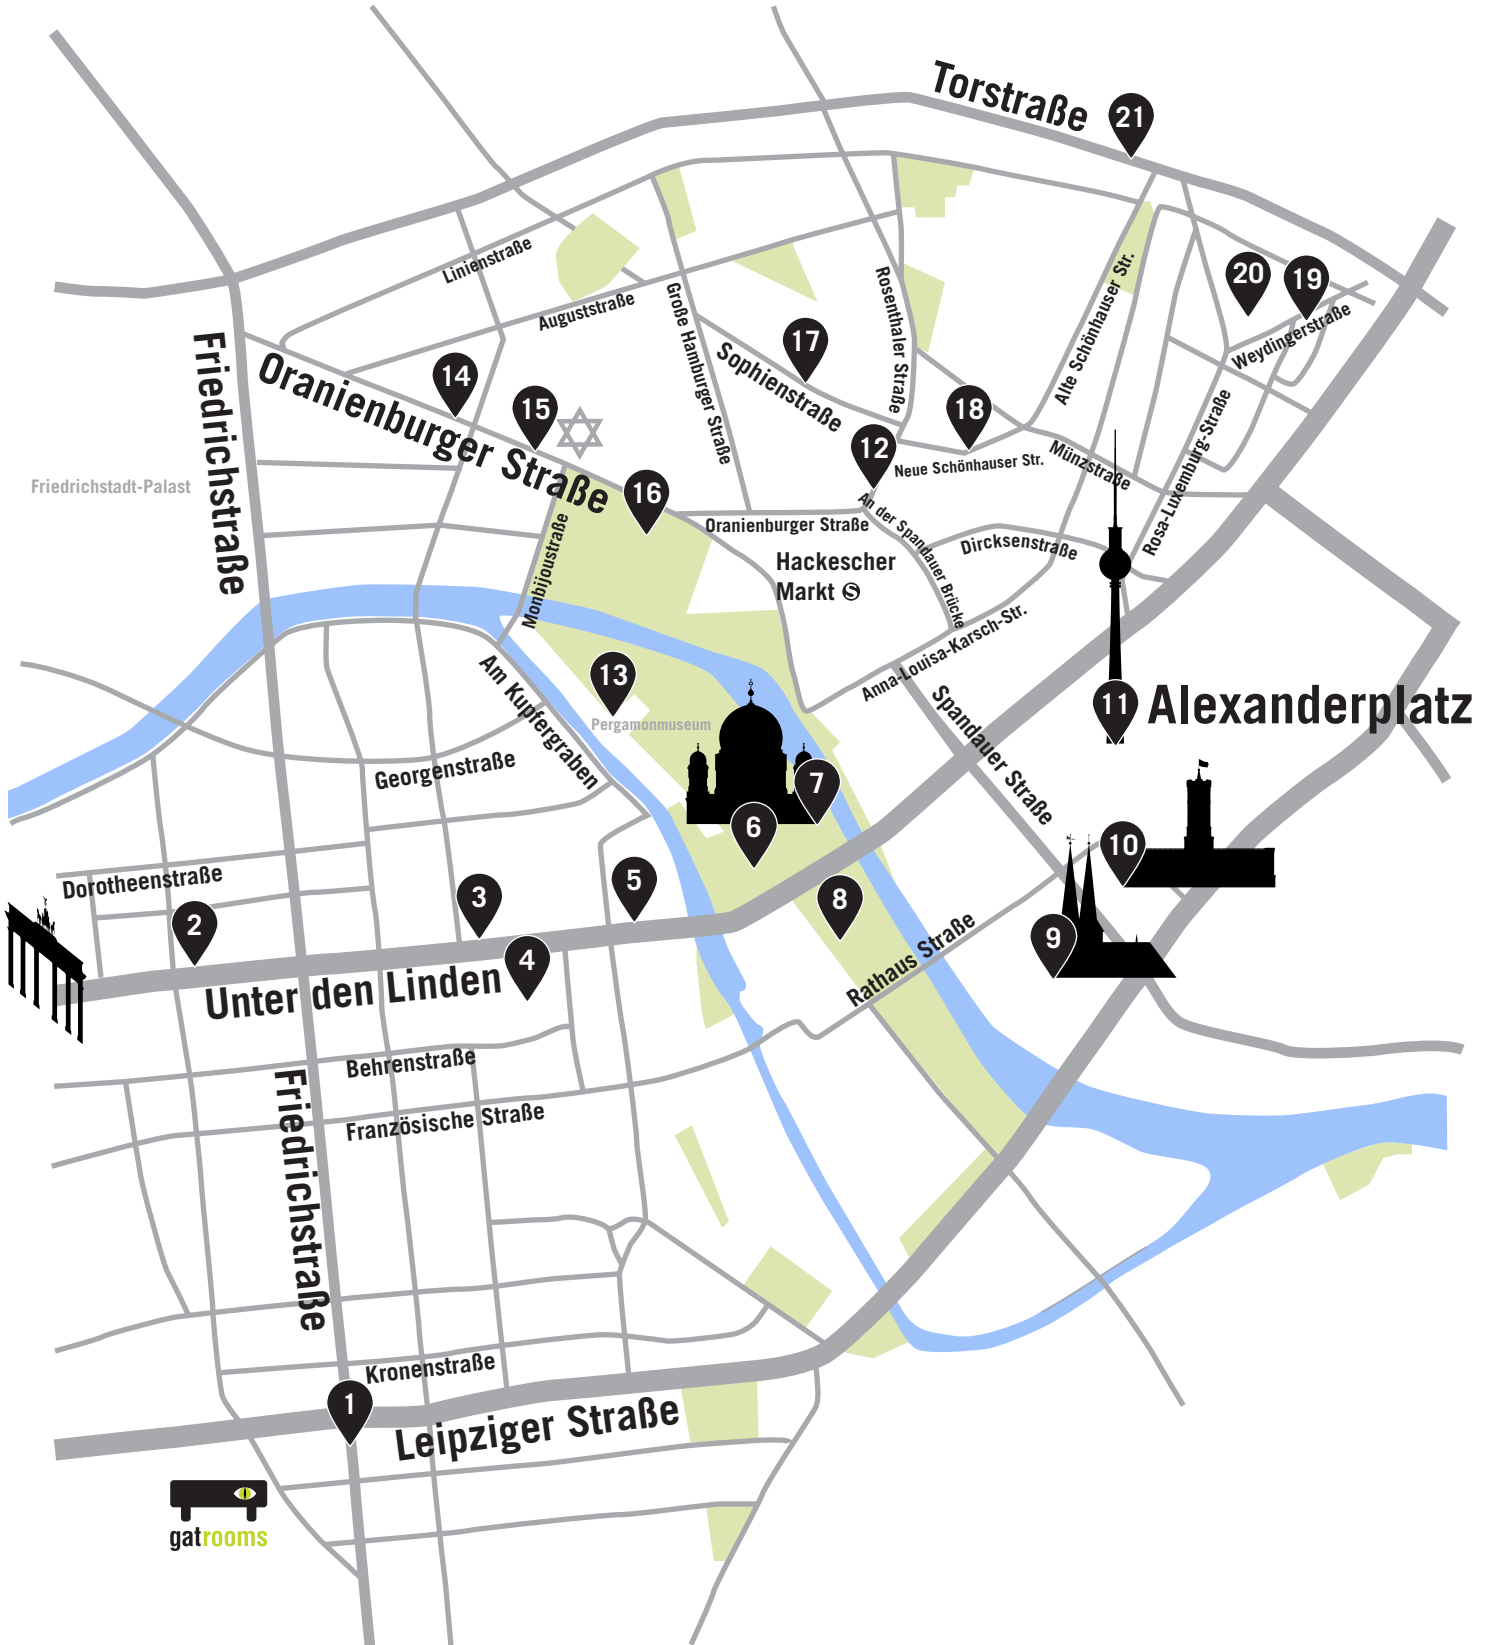 Torstraße
21
Linienstraße
20
19
Auguststraße
Große Hamburger Straße
Rosenthaler Straße
Alte Schönhauser Str.
Weydingerstraße
17
Sophienstraße
Friedrichstraße
Oranienburger Straße
14
15
18
12
Neue Schönhauser Str.
Münzstraße
Rosa-Luxemburg-Straße
Friedrichstadt-Palast
16
Oranienburger Straße
An der Spandauer Brücke
Dircksenstraße
Monbijoustraße
Hackescher
Markt S
Anna-Louisa-Karsch-Str.
13
Pergamonmuseum
Am Kupfergraben
Spandauer Straße
11
Alexanderplatz
Georgenstraße
7
6
10
Dorotheenstraße
5
3
8
2
9
4
Rathaus Straße
Unter den Linden
Behrenstraße
Friedrichstraße
Französische Straße
Kronenstraße
1
Leipziger Straße
gatrooms